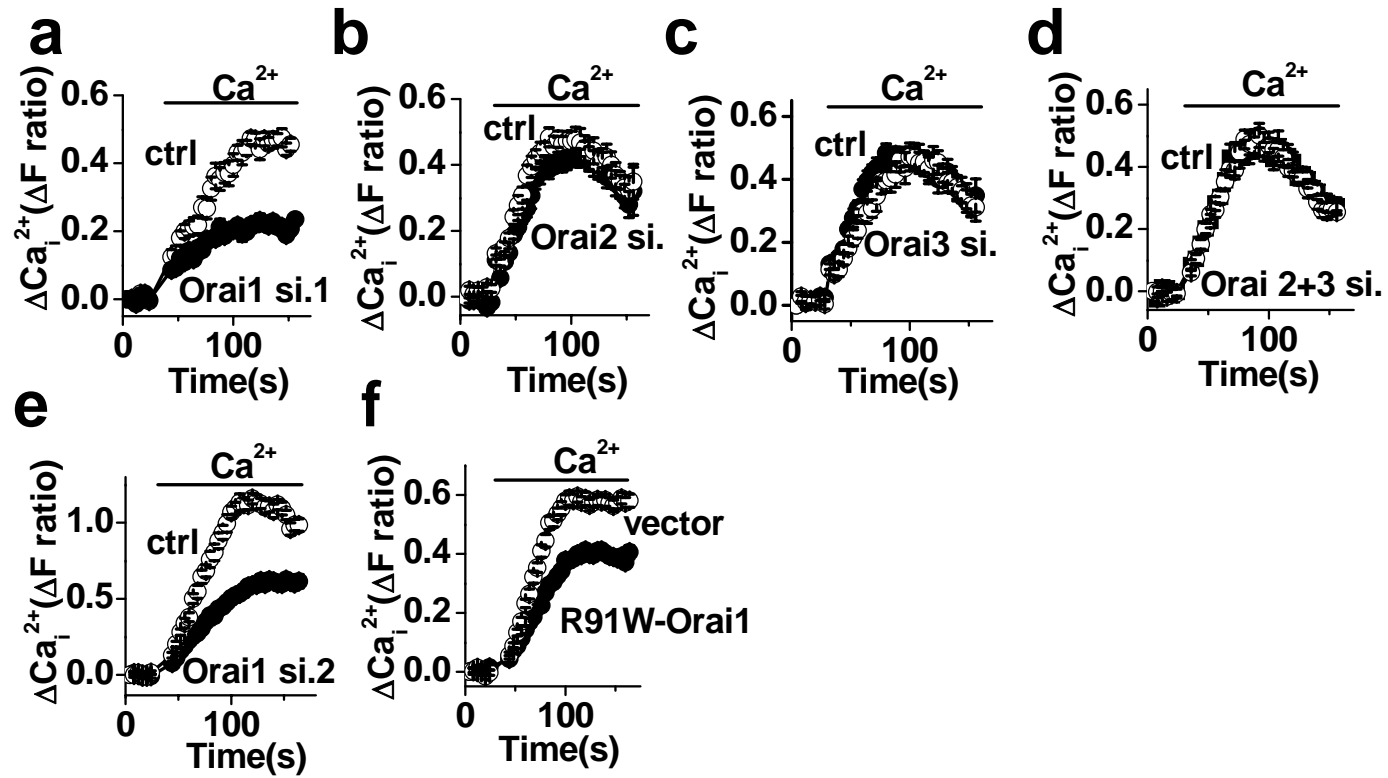 a
Ca²⁺
ΔCaᵢ²⁺(ΔF ratio)
0.6
0.4
0.2
0.0
ctrl
Orai1 si.1
0
100
Time(s)
b
Ca²⁺
ΔCaᵢ²⁺(ΔF ratio)
0.6
0.4
0.2
0.0
ctrl
Orai2 si.
0
100
Time(s)
c
Ca²⁺
ΔCaᵢ²⁺(ΔF ratio)
0.6
0.4
0.2
0.0
ctrl
Orai3 si.
0
100
Time(s)
d
Ca²⁺
ΔCaᵢ²⁺(ΔF ratio)
0.6
0.4
0.2
0.0
ctrl
Orai 2+3 si.
0
100
Time(s)
e
Ca²⁺
ΔCaᵢ²⁺(ΔF ratio)
1.0
0.5
0.0
ctrl
Orai1 si.2
0
100
Time(s)
f
Ca²⁺
ΔCaᵢ²⁺(ΔF ratio)
0.6
0.4
0.2
0.0
vector
R91W-Orai1
0
100
Time(s)